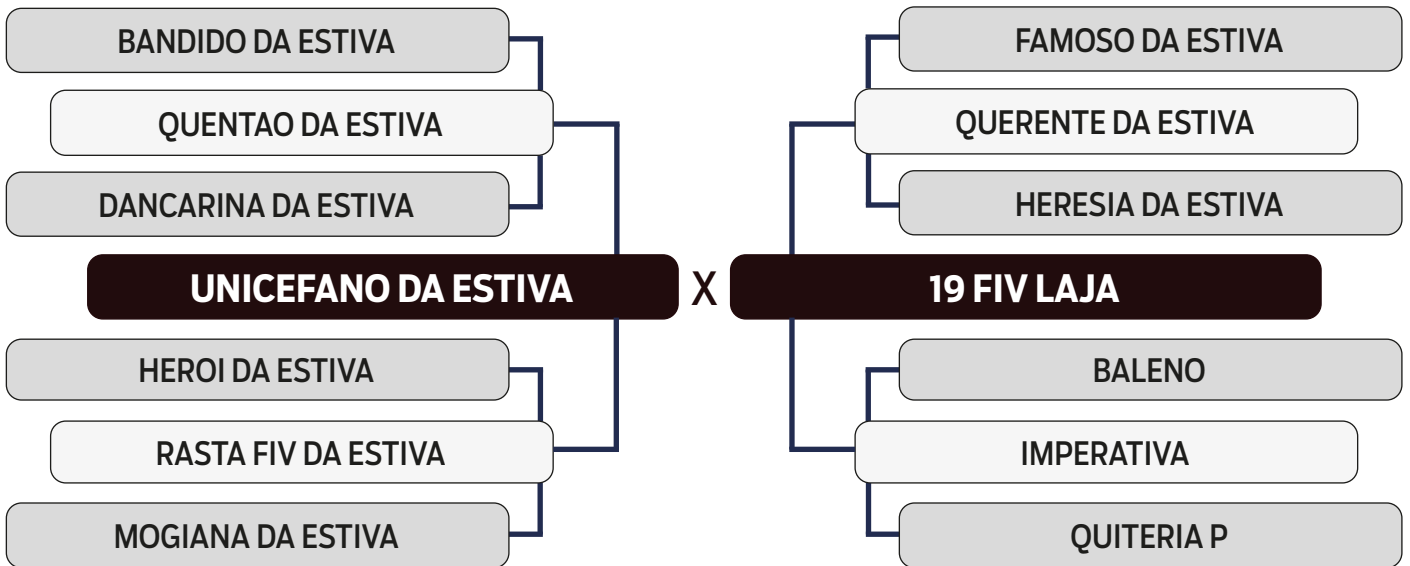 BANDIDO DA ESTIVA
QUENTAO DA ESTIVA
DANCARINA DA ESTIVA
UNICEFANO DA ESTIVA
HEROI DA ESTIVA
RASTA FIV DA ESTIVA
MOGIANA DA ESTIVA
X
FAMOSO DA ESTIVA
QUERENTE DA ESTIVA
HERESIA DA ESTIVA
19 FIV LAJA
BALENO
IMPERATIVA
QUITERIA P